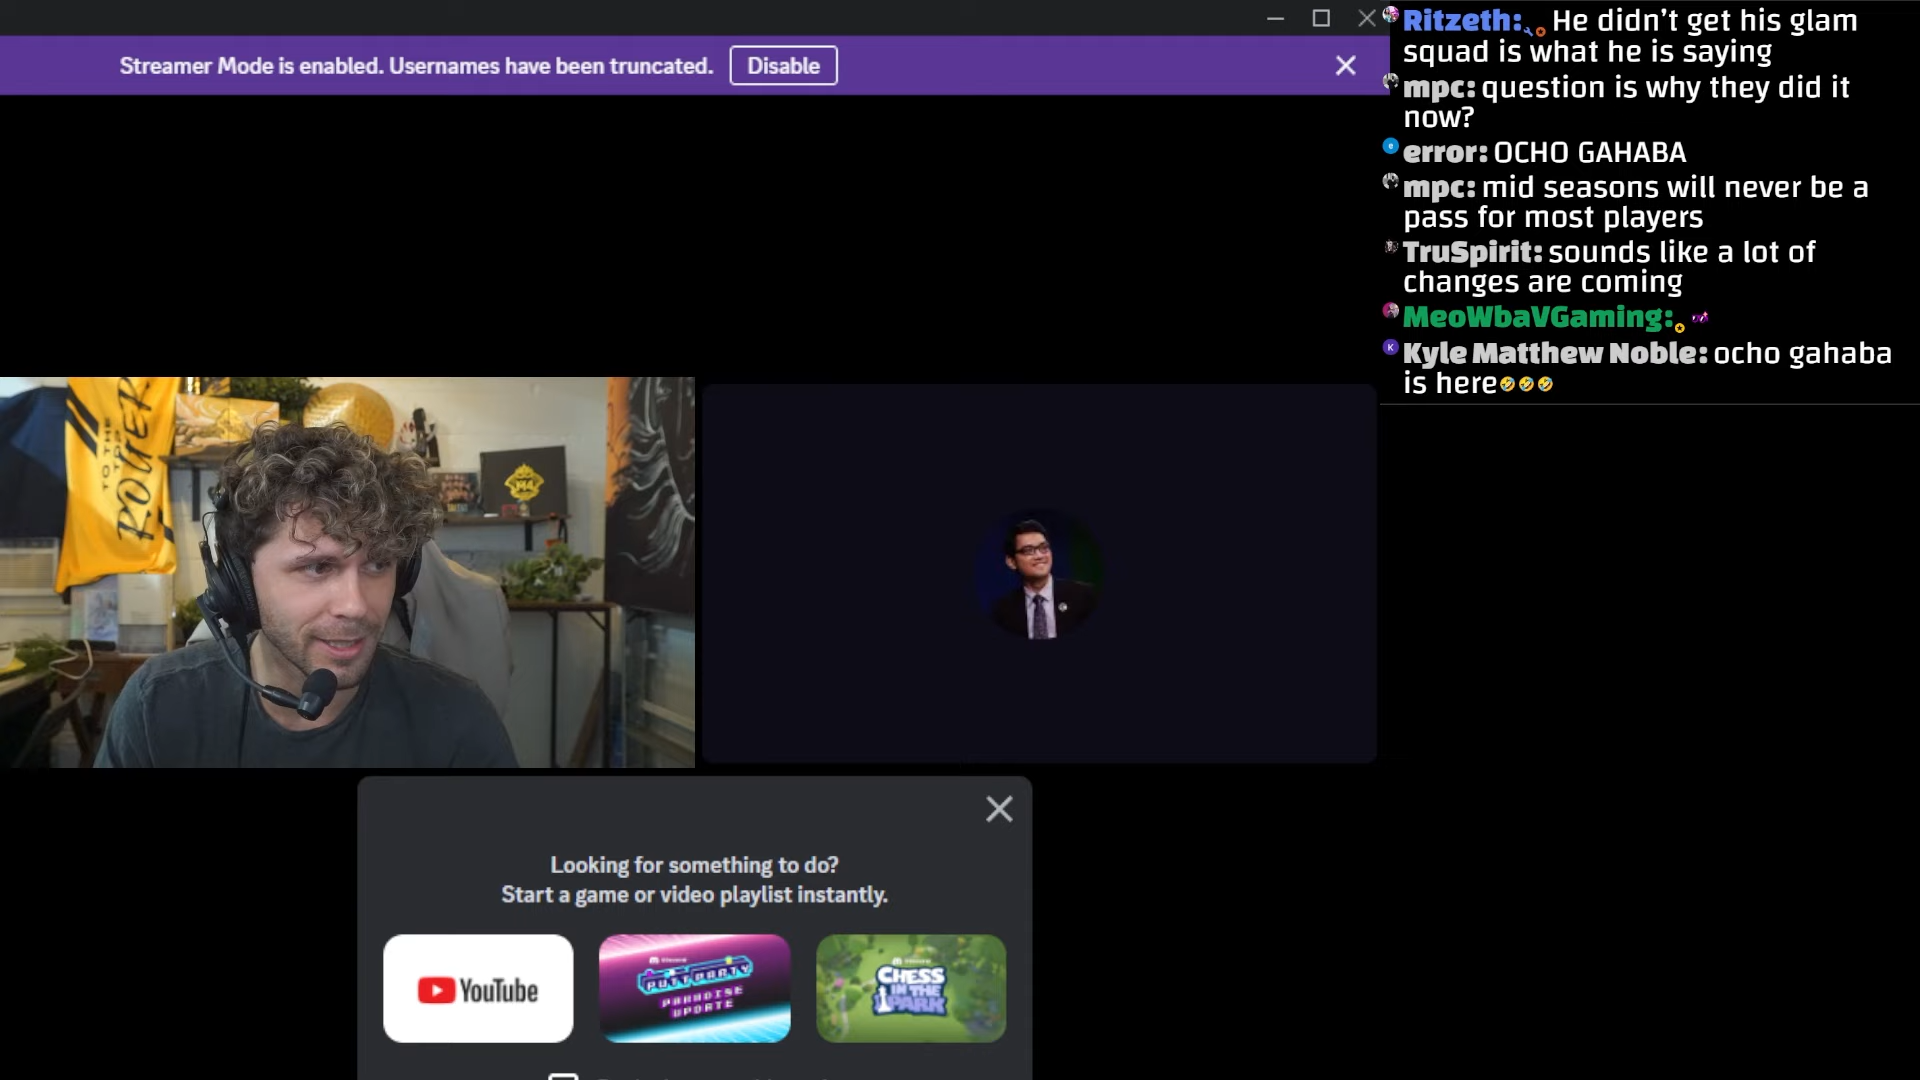 Streamer Mode is enabled. Usernames have been truncated. Disable
Ritzeth: He didn’t get his glam
squad is what he is saying
mpc: question is why they did it
now?
error: OCHO GAHABA
mpc: mid seasons will never be a
pass for most players
TruSpirit: sounds like a lot of
changes are coming
MeoWbaVGaming:
Kyle Matthew Noble: ocho gahaba
is here🤣🤣🤣
TO THE
TOP
ROGER
Looking for something to do?
Start a game or video playlist instantly.
YouTube
PUTT PARTY
PARADISE
UPDATE
CHESS
IN THE
PARK